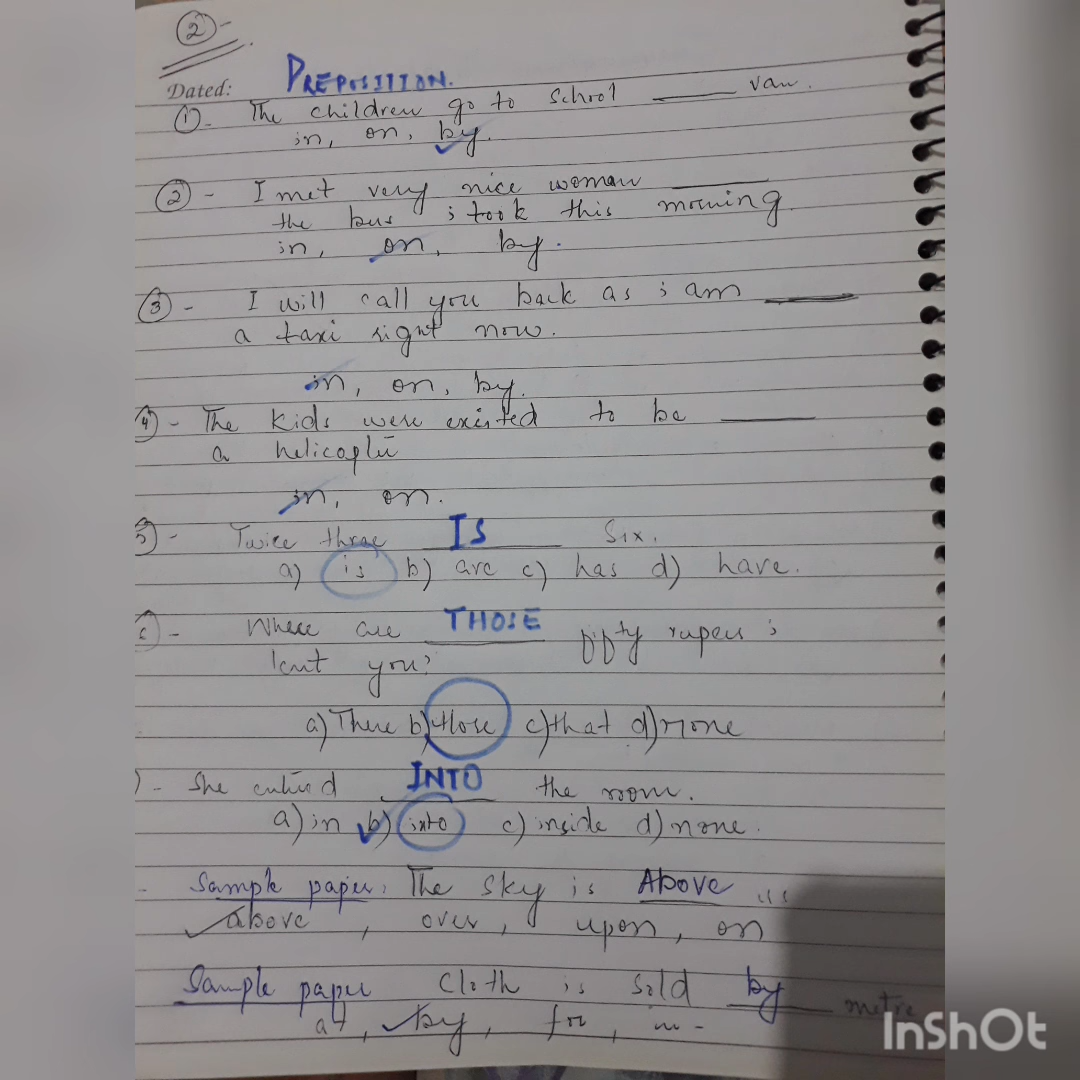 ②-
Dated: PREPOSITION.
①- The children go to school ____ van.
in, on, by.
②- I met very nice woman ____
the bus i took this morning
in, on, by.
③- I will call you back as i am ____
a taxi right now.
in, on, by.
④- The kids were existed to be ____
a
in, on.
5- Twice three IS Six.
a) is b) are c) has d) have.
Where are THOSE fifty rupees i
lent you?
a) There b) those c) that d) none
)- She entered INTO the room.
a) in b) into c) inside d) none.
- Sample paper: The sky is Above us
above, over, upon, on
Sample paper Cloth is sold by metre
at, by, for, in-
InShOt